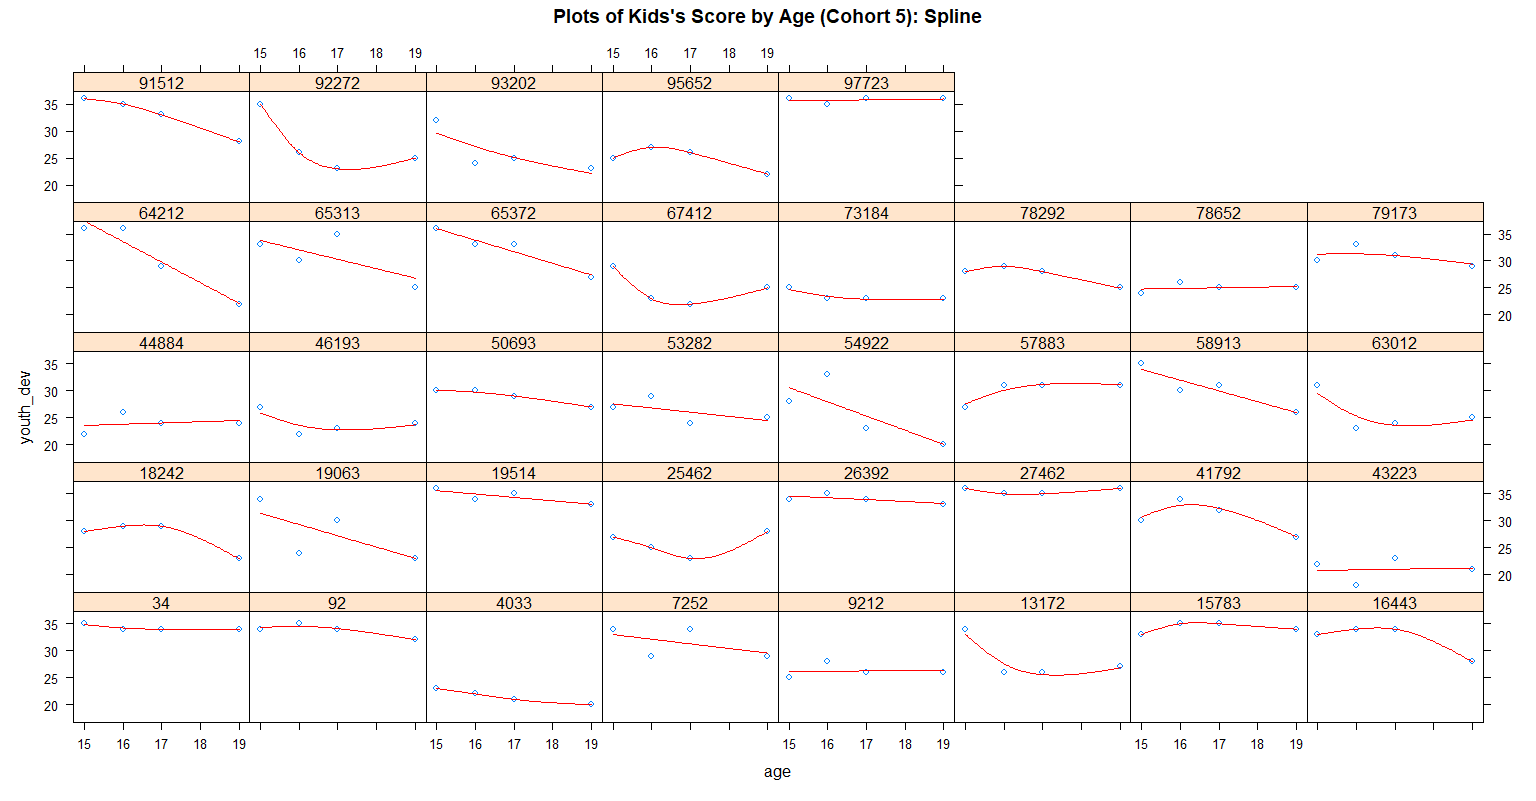 Plots of Kids's Score by Age (Cohort 5): Spline
15 16 17 18 19 15 16 17 18 19
91512 92272 93202 95652 97723
35
30
25
20
64212 65313 65372 67412 73184 78292 78652 79173
35
30
25
20
44884 46193 50693 53282 54922 57883 58913 63012
35
30
25
20
youth_dev
18242 19063 19514 25462 26392 27462 41792 43223
35
30
25
20
34 92 4033 7252 9212 13172 15783 16443
35
30
25
20
15 16 17 18 19 15 16 17 18 19 15 16 17 18 19 15 16 17 18 19
age